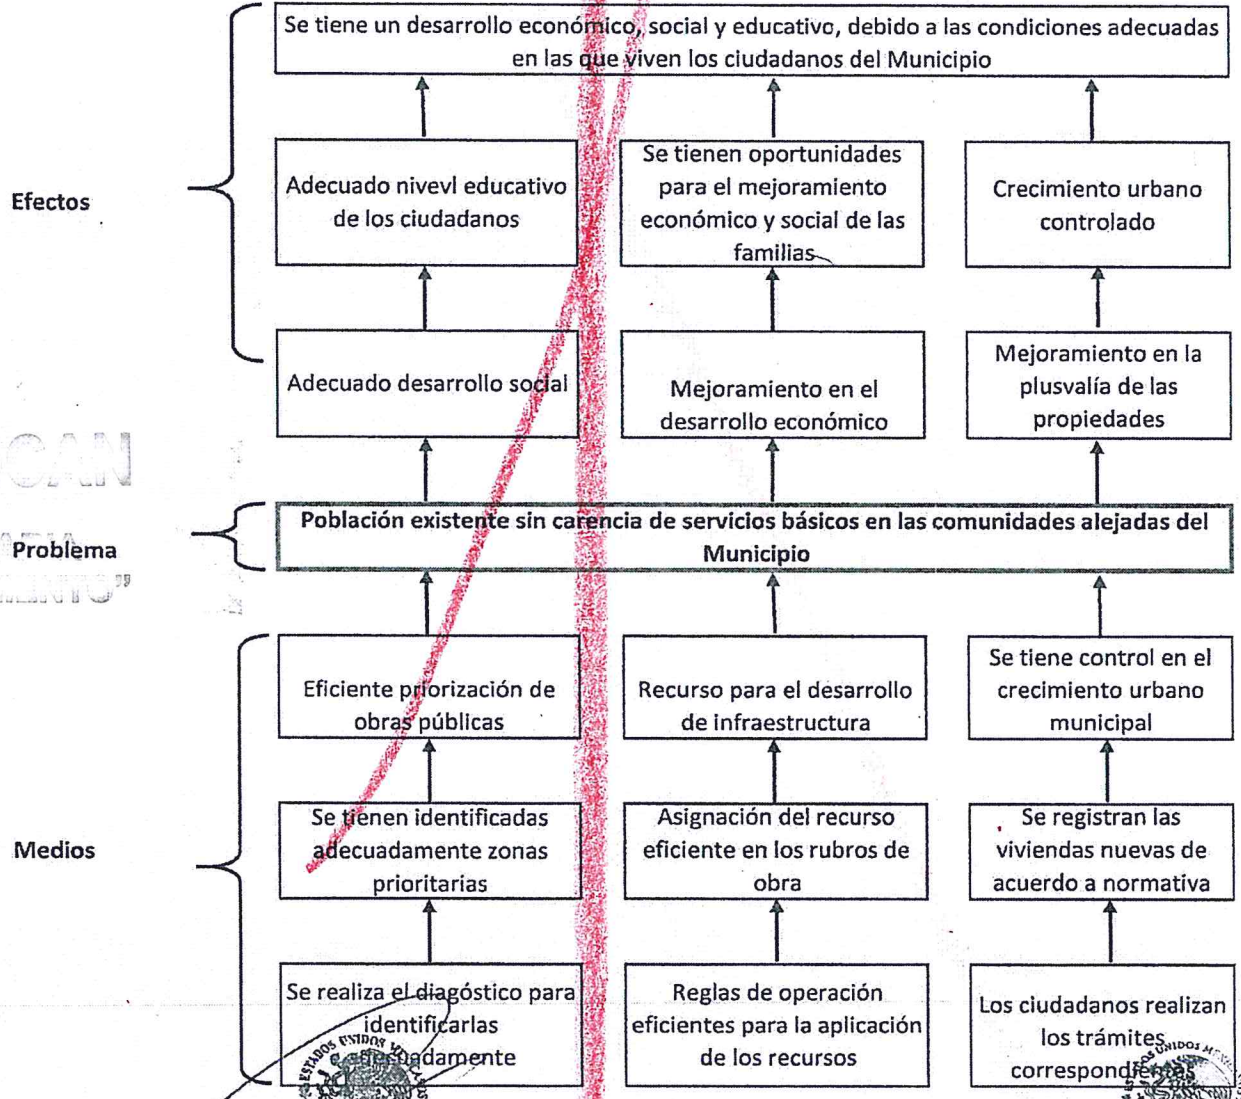 Se tiene un desarrollo económico, social y educativo, debido a las condiciones adecuadas
en las que viven los ciudadanos del Municipio
Efectos
Adecuado nivevl educativo
de los ciudadanos
Se tienen oportunidades
para el mejoramiento
económico y social de las
familias
Crecimiento urbano
controlado
Adecuado desarrollo social
Mejoramiento en el
desarrollo económico
Mejoramiento en la
plusvalía de las
propiedades
Problema
Población existente sin carencia de servicios básicos en las comunidades alejadas del
Municipio
Medios
Eficiente priorización de
obras públicas
Recurso para el desarrollo
de infraestructura
Se tiene control en el
crecimiento urbano
municipal
Se tienen identificadas
adecuadamente zonas
prioritarias
Asignación del recurso
eficiente en los rubros de
obra
Se registran las
viviendas nuevas de
acuerdo a normativa
Se realiza el diagóstico para
identificarlas
adecuadamente
Reglas de operación
eficientes para la aplicación
de los recursos
Los ciudadanos realizan
los trámites
correspondientes
ESTADOS UNIDOS
UNIDOS